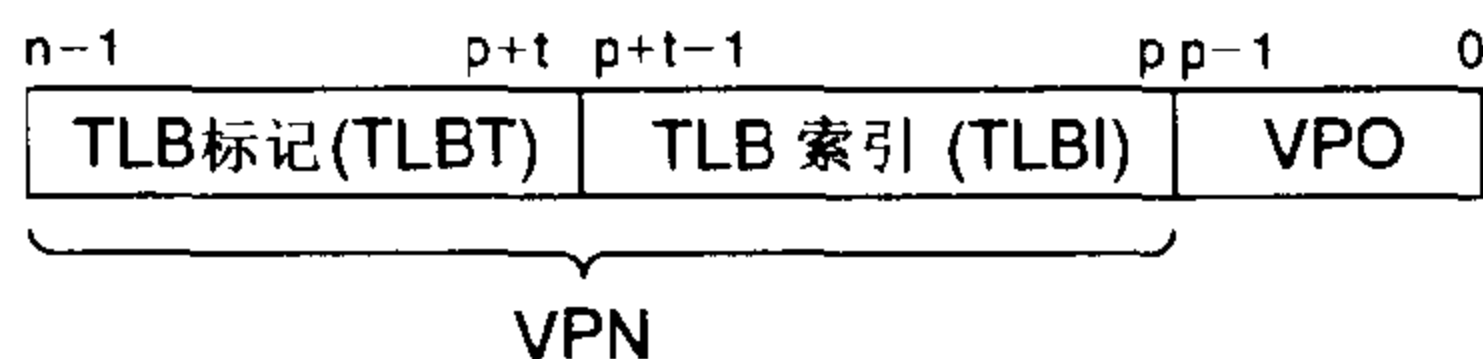 n-1 p+t p+t-1 p p-1 0
TLB标记(TLBT) TLB 索引 (TLBI) VPO
VPN